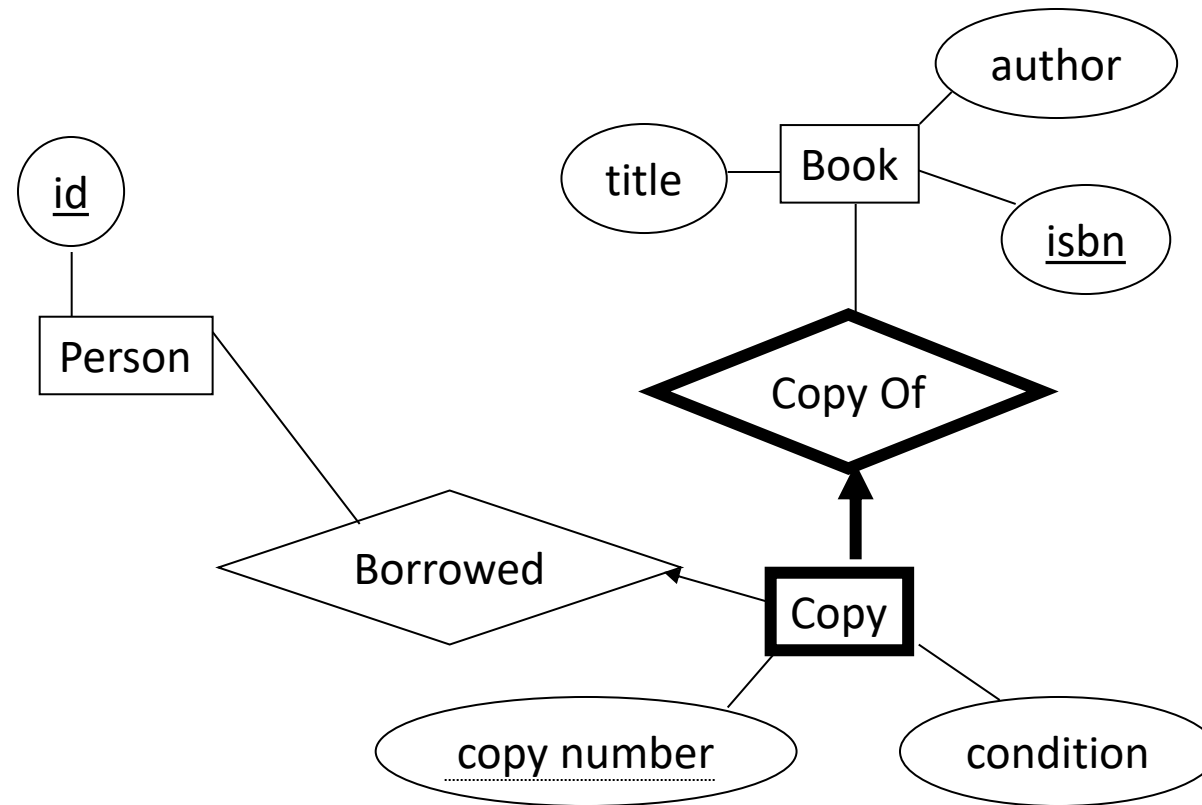 author
title
Book
id
isbn
Person
Copy Of
Borrowed
Copy
copy number
condition